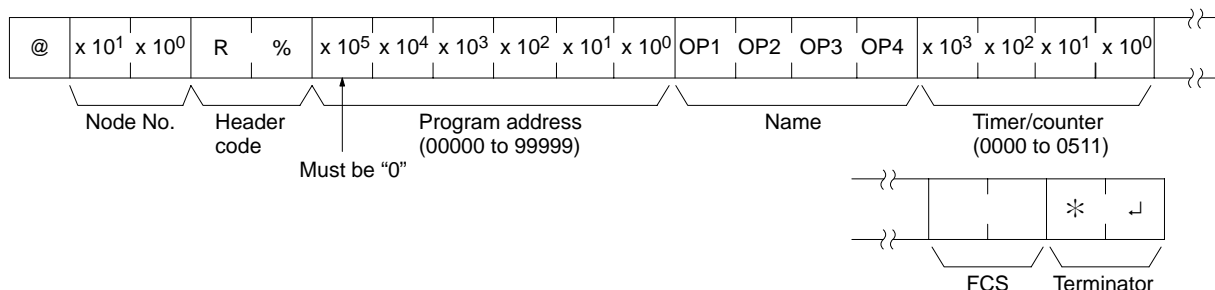 @ x 10¹ x 10⁰ R % x 10⁵ x 10⁴ x 10³ x 10² x 10¹ x 10⁰ OP1 OP2 OP3 OP4 x 10³ x 10² x 10¹ x 10⁰
Node No. Header code Program address (00000 to 99999) Name Timer/counter (0000 to 0511)
Must be “0”
* ↵
FCS Terminator